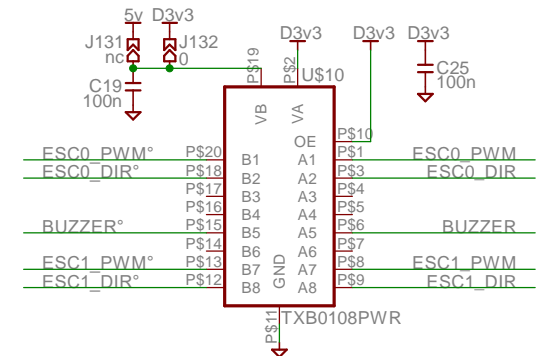 5v D3v3
D3v3 D3v3
J131 J132
nc 0
P$19 P$2 U$10
C19
100n
C25
100n
VB VA
OE P$10
ESC0_PWM° P$20 B1 A1 P$1 ESC0_PWM
ESC0_DIR° P$18 B2 A2 P$3 ESC0_DIR
P$17 B3 A3 P$4
P$16 B4 A4 P$5
BUZZER° P$15 B5 A5 P$6 BUZZER
P$14 B6 A6 P$7
ESC1_PWM° P$13 B7 A7 P$8 ESC1_PWM
ESC1_DIR° P$12 B8 A8 P$9 ESC1_DIR
GND
P$11 TXB0108PWR